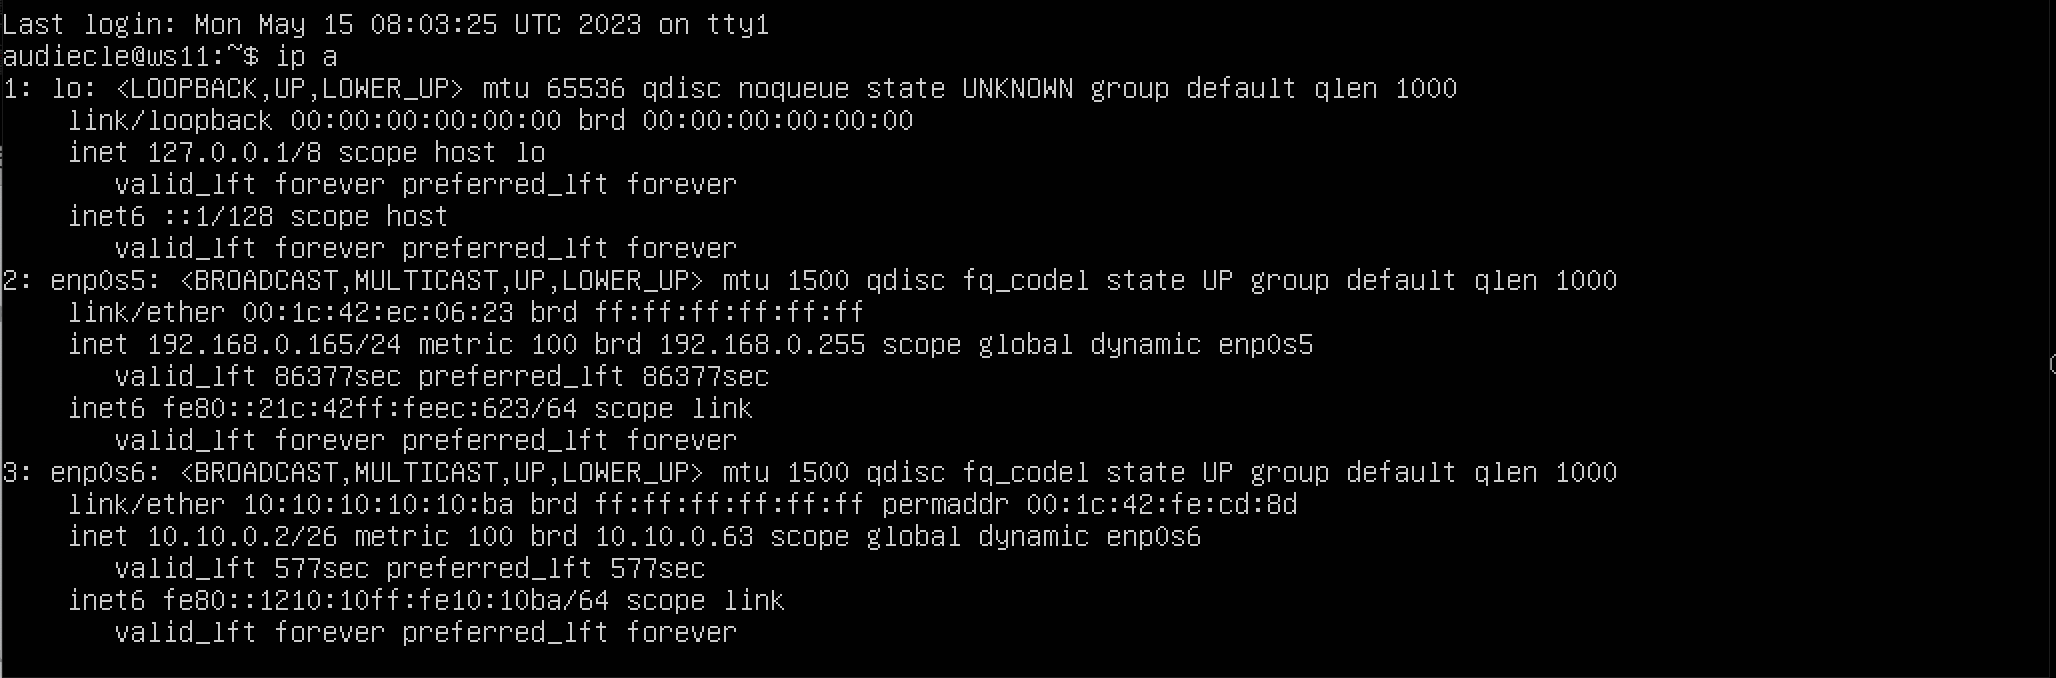 Last login: Mon May 15 08:03:25 UTC 2023 on tty1
audiecle@ws11:~$ ip a
1: lo: <LOOPBACK,UP,LOWER_UP> mtu 65536 qdisc noqueue state UNKNOWN group default qlen 1000
    link/loopback 00:00:00:00:00:00 brd 00:00:00:00:00:00
    inet 127.0.0.1/8 scope host lo
       valid_lft forever preferred_lft forever
    inet6 ::1/128 scope host
       valid_lft forever preferred_lft forever
2: enp0s5: <BROADCAST,MULTICAST,UP,LOWER_UP> mtu 1500 qdisc fq_codel state UP group default qlen 1000
    link/ether 00:1c:42:ec:06:23 brd ff:ff:ff:ff:ff:ff
    inet 192.168.0.165/24 metric 100 brd 192.168.0.255 scope global dynamic enp0s5
       valid_lft 86377sec preferred_lft 86377sec
    inet6 fe80::21c:42ff:feec:623/64 scope link
       valid_lft forever preferred_lft forever
3: enp0s6: <BROADCAST,MULTICAST,UP,LOWER_UP> mtu 1500 qdisc fq_codel state UP group default qlen 1000
    link/ether 10:10:10:10:10:ba brd ff:ff:ff:ff:ff:ff permaddr 00:1c:42:fe:cd:8d
    inet 10.10.0.2/26 metric 100 brd 10.10.0.63 scope global dynamic enp0s6
       valid_lft 577sec preferred_lft 577sec
    inet6 fe80::1210:10ff:fe10:10ba/64 scope link
       valid_lft forever preferred_lft forever